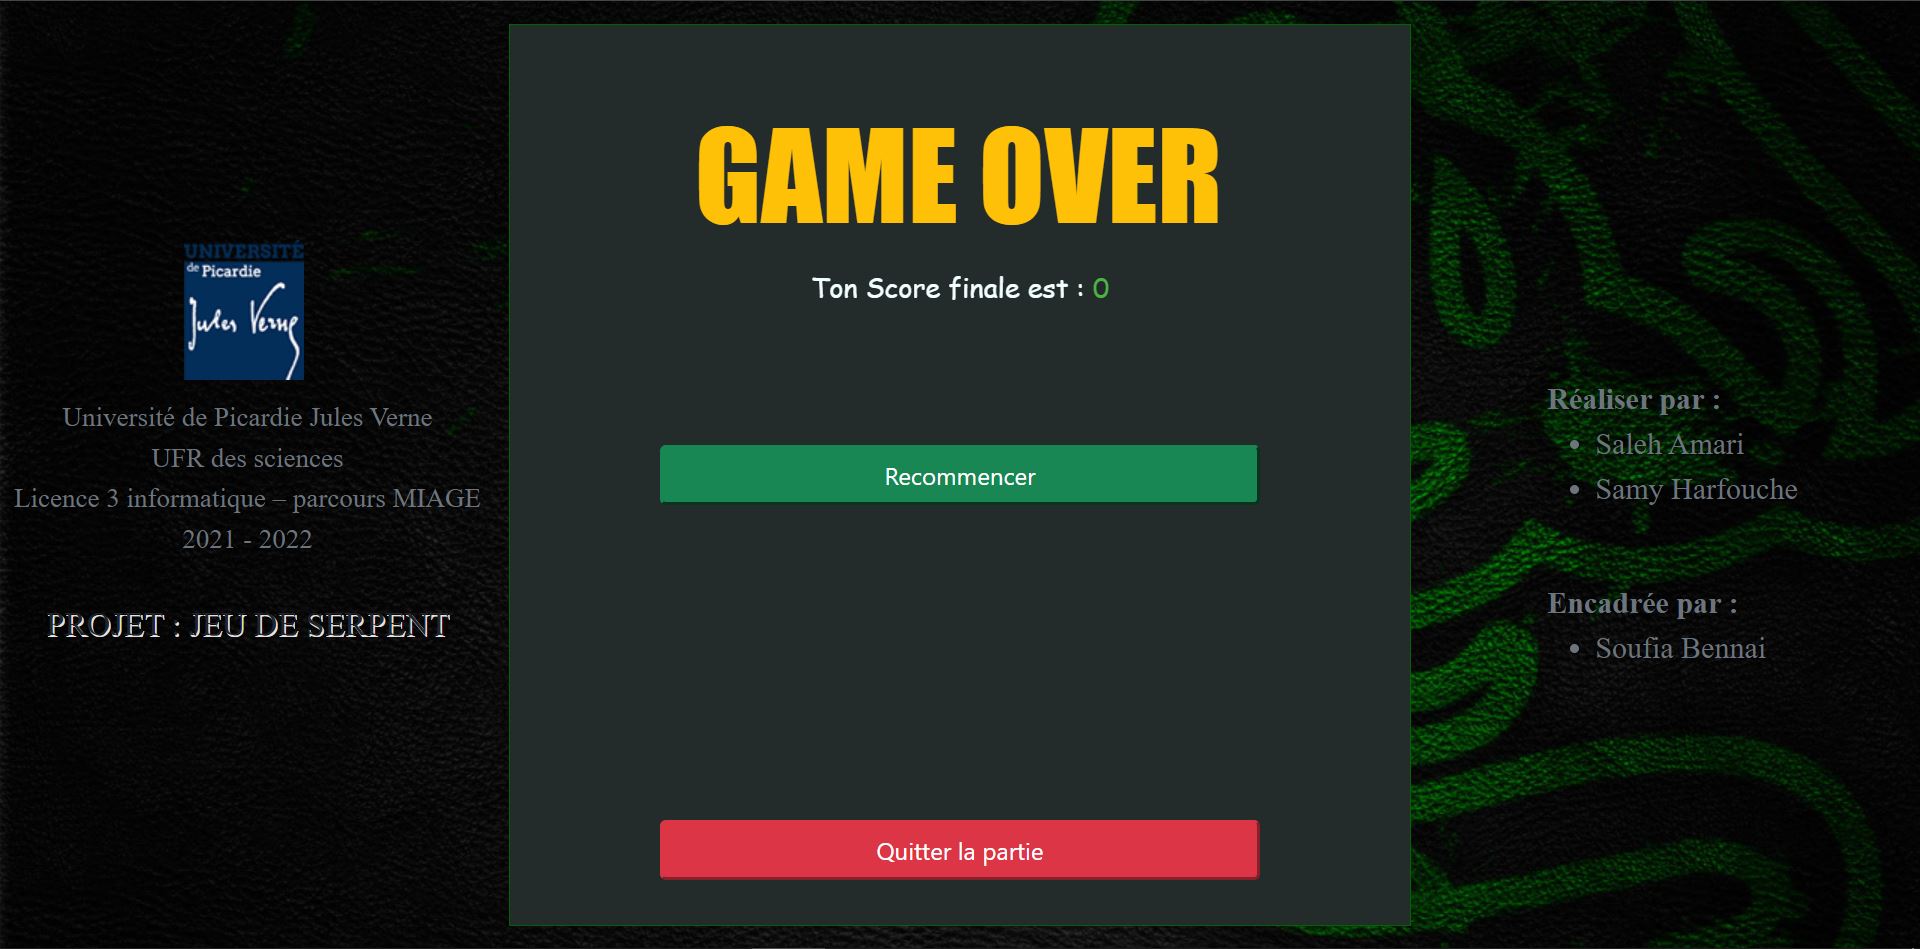 UNIVERSITÉ
de Picardie
Jules Verne
Université de Picardie Jules Verne
UFR des sciences
Licence 3 informatique – parcours MIAGE
2021 - 2022
PROJET : JEU DE SERPENT
GAME OVER
Ton Score finale est : 0
Recommencer
Quitter la partie
Réaliser par :
• Saleh Amari
• Samy Harfouche
Encadrée par :
• Soufia Bennai